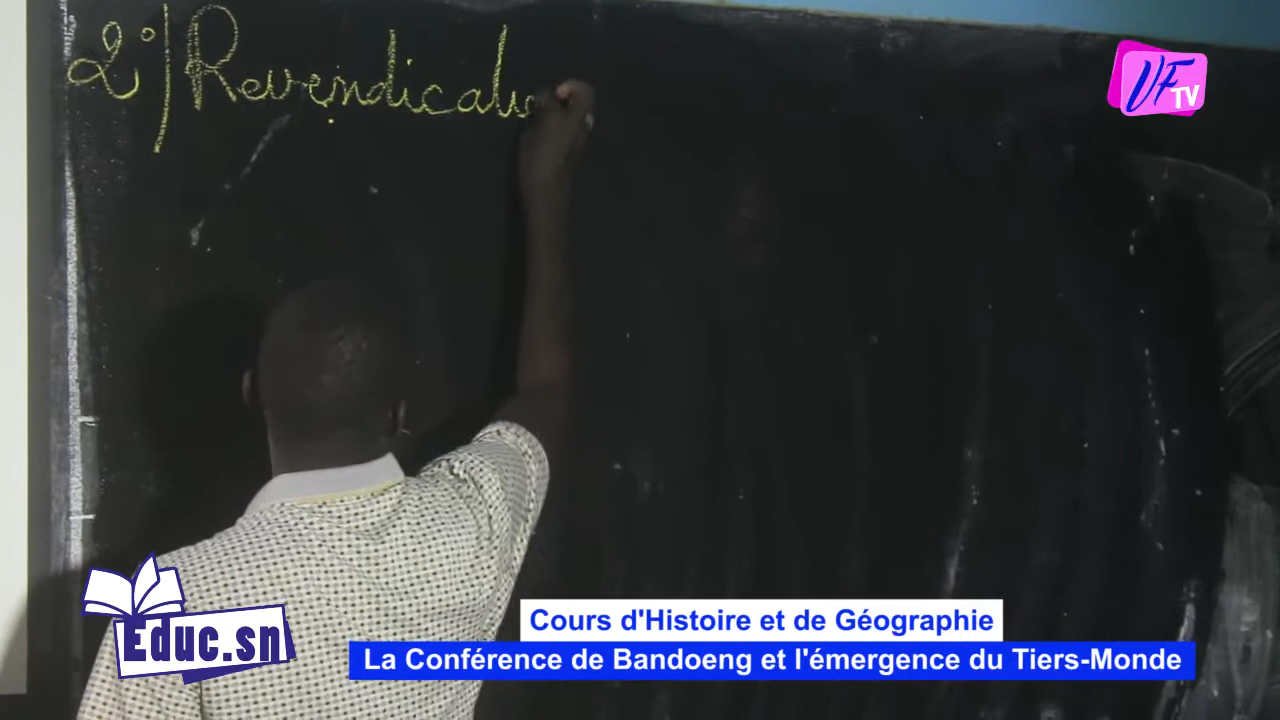 2°/ Revendicatio
VF
TV
Educ.sn
Cours d'Histoire et de Géographie
La Conférence de Bandoeng et l'émergence du Tiers-Monde